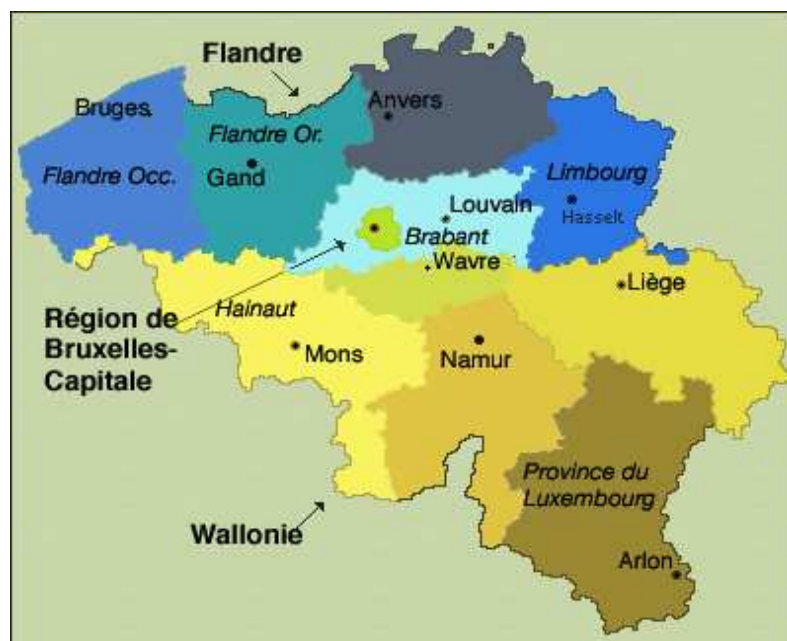 Flandre
Anvers
Bruges
Flandre Or.
Flandre Occ.
Gand
Limbourg
Hasselt
Louvain
Brabant
Wavre
Liège
Hainaut
Région de
Bruxelles-
Capitale
Mons
Namur
Province du
Luxembourg
Wallonie
Arlon